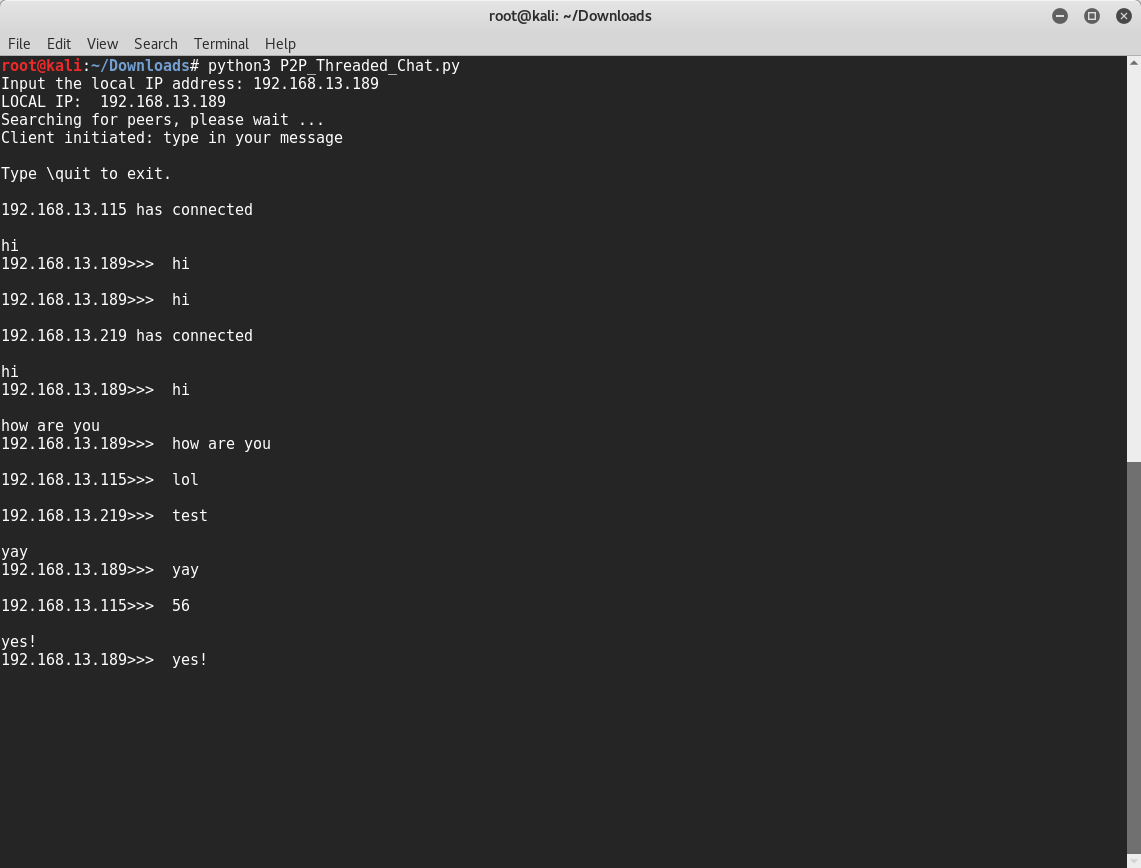 root@kali: ~/Downloads
File Edit View Search Terminal Help
root@kali:~/Downloads# python3 P2P_Threaded_Chat.py
Input the local IP address: 192.168.13.189
LOCAL IP:  192.168.13.189
Searching for peers, please wait ...
Client initiated: type in your message
Type \quit to exit.
192.168.13.115 has connected
hi
192.168.13.189>>>  hi
192.168.13.189>>>  hi
192.168.13.219 has connected
hi
192.168.13.189>>>  hi
how are you
192.168.13.189>>>  how are you
192.168.13.115>>>  lol
192.168.13.219>>>  test
yay
192.168.13.189>>>  yay
192.168.13.115>>>  56
yes!
192.168.13.189>>>  yes!